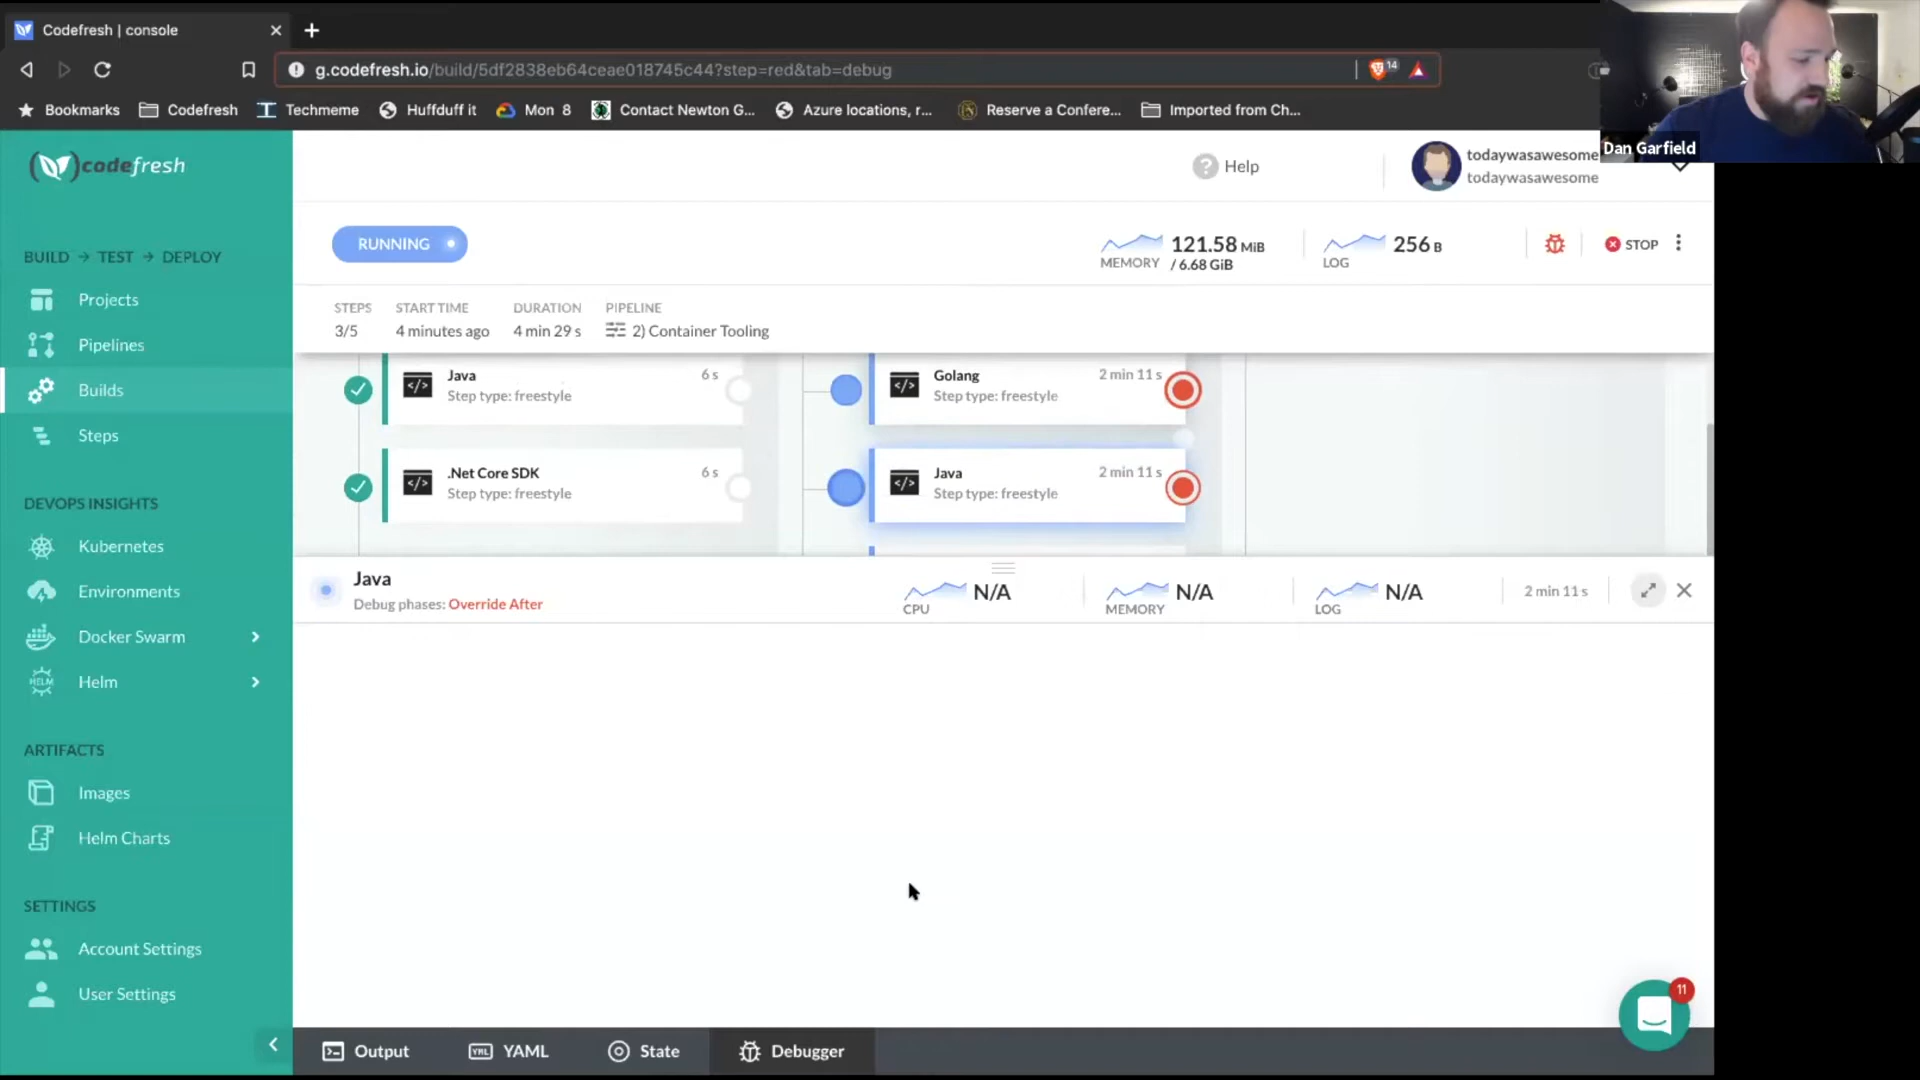 Codefresh | console
g.codefresh.io/build/5df2838eb64ceae018745c44?step=red&tab=debug
14
Bookmarks
Codefresh
Techmeme
Huffduff it
Mon 8
Contact Newton G...
Azure locations, r...
Reserve a Confere...
Imported from Ch...
Dan Garfield
codefresh
Help
todaywasawesome
todaywasawesome
BUILD → TEST → DEPLOY
Projects
Pipelines
Builds
Steps
DEVOPS INSIGHTS
Kubernetes
Environments
Docker Swarm
HELM
Helm
ARTIFACTS
Images
Helm Charts
SETTINGS
Account Settings
User Settings
RUNNING
MEMORY
121.58 MiB
/ 6.68 GiB
LOG
256 B
STOP
STEPS
3/5
START TIME
4 minutes ago
DURATION
4 min 29 s
PIPELINE
2) Container Tooling
Java
6 s
Step type: freestyle
Golang
2 min 11 s
Step type: freestyle
.Net Core SDK
6 s
Step type: freestyle
Java
2 min 11 s
Step type: freestyle
Java
Debug phases: Override After
CPU
N/A
MEMORY
N/A
LOG
N/A
2 min 11 s
11
Output
YML
YAML
State
Debugger